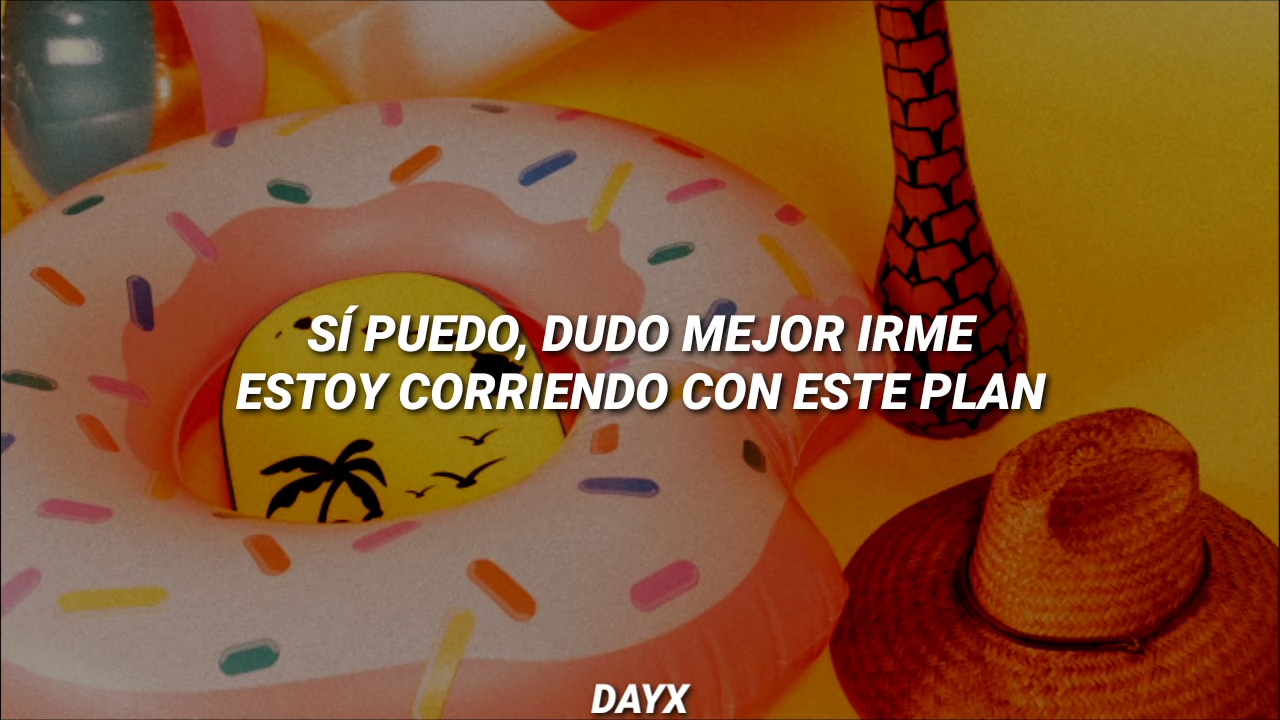 SÍ PUEDO, DUDO MEJOR IRME
ESTOY CORRIENDO CON ESTE PLAN
DAYX